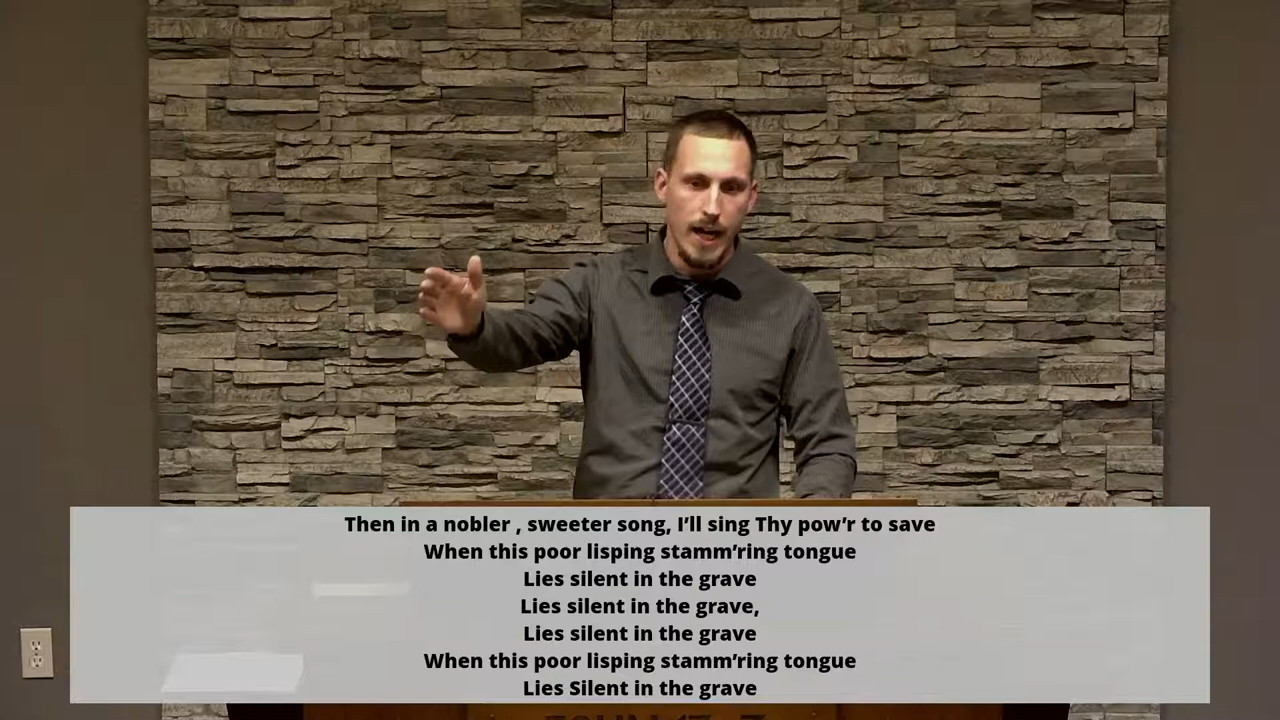 Then in a nobler , sweeter song, I’ll sing Thy pow’r to save
When this poor lisping stamm’ring tongue
Lies silent in the grave
Lies silent in the grave,
Lies silent in the grave
When this poor lisping stamm’ring tongue
Lies Silent in the grave